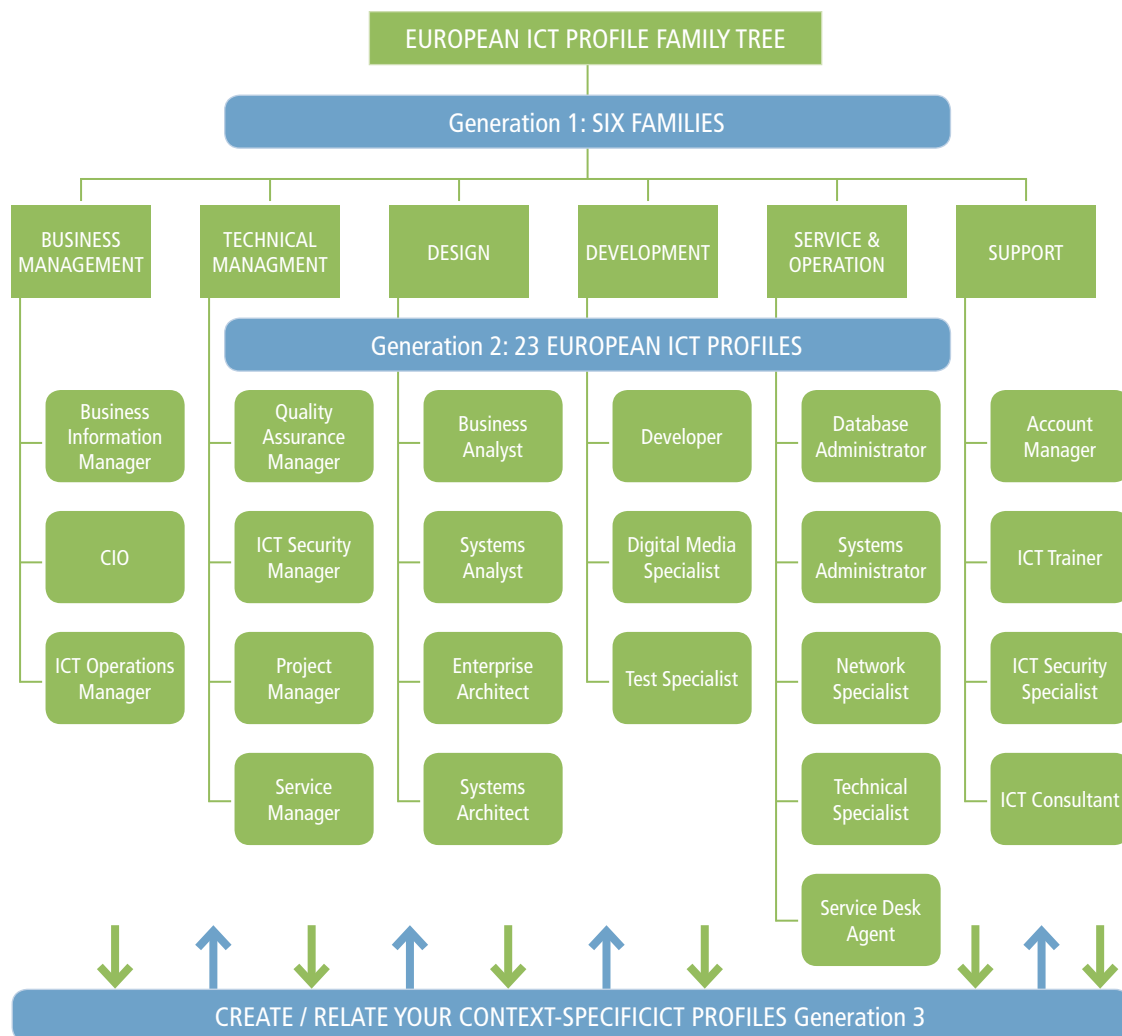 EUROPEAN ICT PROFILE FAMILY TREE
Generation 1: SIX FAMILIES
BUSINESS
MANAGEMENT
TECHNICAL
MANAGMENT
DESIGN
DEVELOPMENT
SERVICE &
OPERATION
SUPPORT
Generation 2: 23 EUROPEAN ICT PROFILES
Business
Information
Manager
Quality
Assurance
Manager
Business
Analyst
Developer
Database
Administrator
Account
Manager
CIO
ICT Security
Manager
Systems
Analyst
Digital Media
Specialist
Systems
Administrator
ICT Trainer
ICT Operations
Manager
Project
Manager
Enterprise
Architect
Test Specialist
Network
Specialist
ICT Security
Specialist
Service
Manager
Systems
Architect
Technical
Specialist
ICT Consultant
Service Desk
Agent
CREATE / RELATE YOUR CONTEXT-SPECIFICICT PROFILES Generation 3